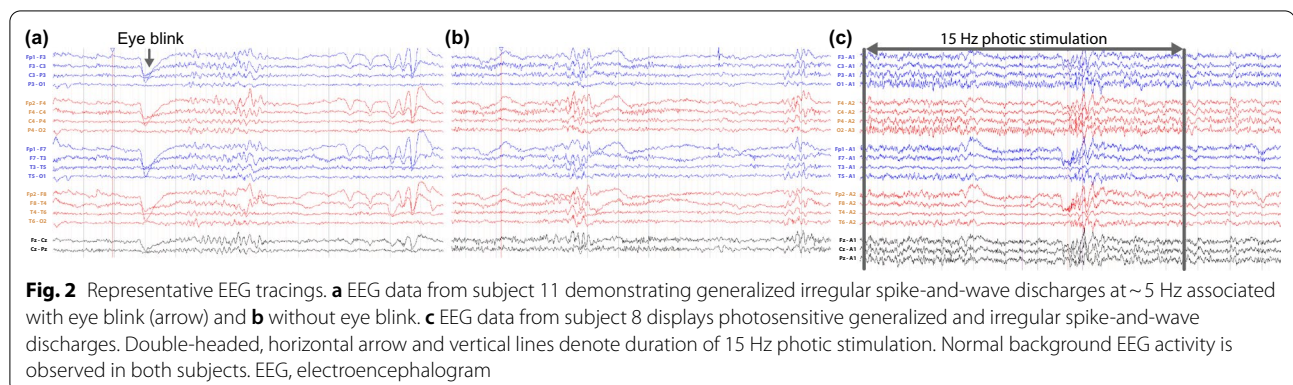 (a)
Eye blink
Fp1-F3
F3-C3
C3-P3
P3-O1
Fp2-F4
F4-C4
C4-P4
P4-O2
Fp1-F7
F7-T3
T3-T5
T5-O1
Fp2-F8
F8-T4
T4-T6
T6-O2
Fz-Cz
Cz-Pz
(b)
(c)
15 Hz photic stimulation
F3-A1
C3-A1
P3-A1
O1-A1
F4-A2
C4-A2
P4-A2
O2-A2
Fp1-A1
F7-A1
T3-A1
T5-A1
Fp2-A2
F8-A2
T4-A2
T6-A2
Fz-A1
Cz-A1
Pz-A1
Fig. 2 Representative EEG tracings. a EEG data from subject 11 demonstrating generalized irregular spike-and-wave discharges at ~ 5 Hz associated
with eye blink (arrow) and b without eye blink. c EEG data from subject 8 displays photosensitive generalized and irregular spike-and-wave
discharges. Double-headed, horizontal arrow and vertical lines denote duration of 15 Hz photic stimulation. Normal background EEG activity is
observed in both subjects. EEG, electroencephalogram